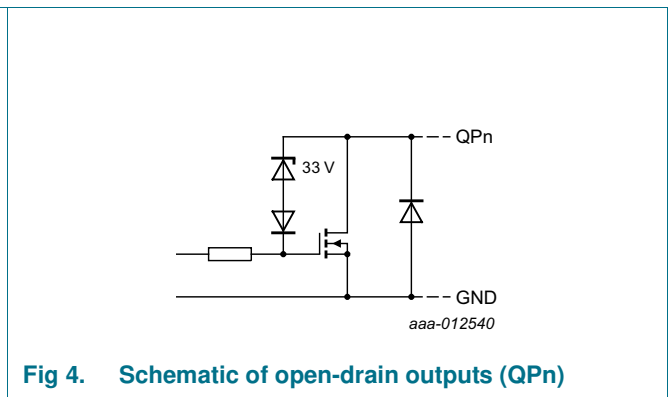 QPn
33 V
GND
aaa-012540
Fig 4. Schematic of open-drain outputs (QPn)